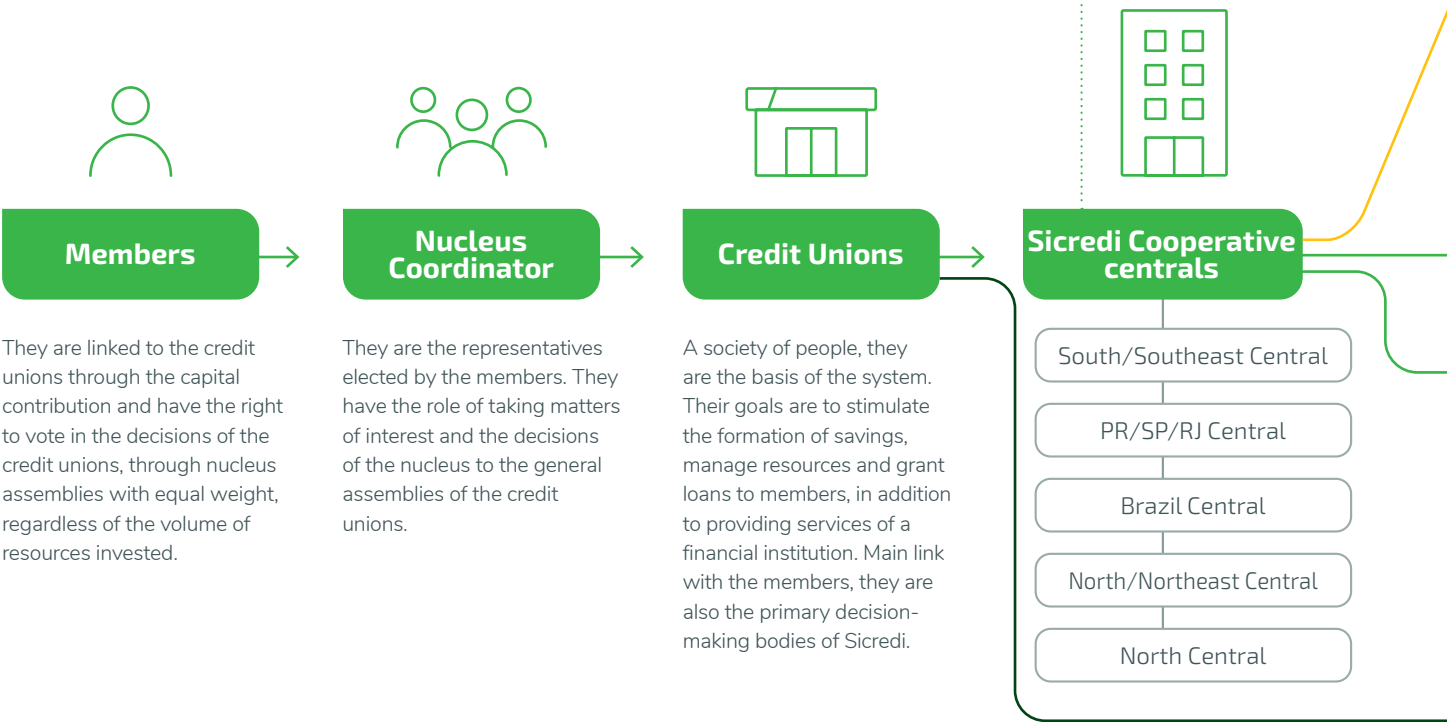 Members
They are linked to the credit
unions through the capital
contribution and have the right
to vote in the decisions of the
credit unions, through nucleus
assemblies with equal weight,
regardless of the volume of
resources invested.
Nucleus
Coordinator
They are the representatives
elected by the members. They
have the role of taking matters
of interest and the decisions
of the nucleus to the general
assemblies of the credit
unions.
Credit Unions
A society of people, they
are the basis of the system.
Their goals are to stimulate
the formation of savings,
manage resources and grant
loans to members, in addition
to providing services of a
financial institution. Main link
with the members, they are
also the primary decision-
making bodies of Sicredi.
Sicredi Cooperative
centrals
South/Southeast Central
PR/SP/RJ Central
Brazil Central
North/Northeast Central
North Central